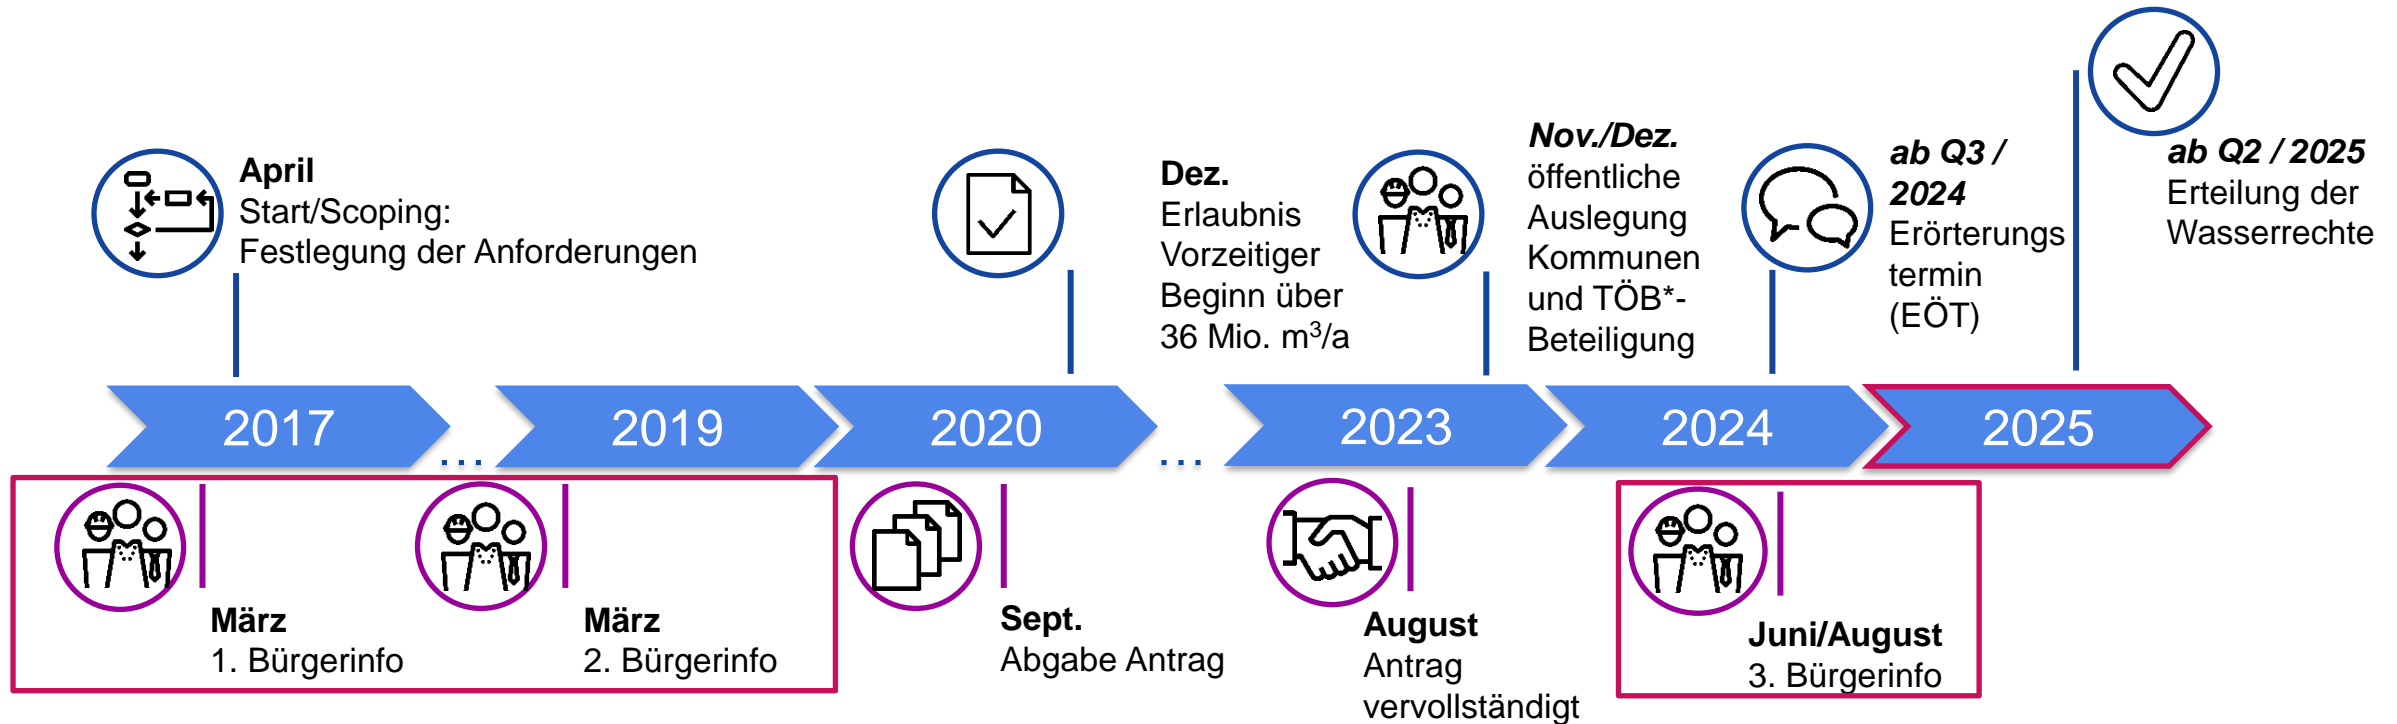 April
Start/Scoping:
Festlegung der Anforderungen
Dez.
Erlaubnis
Vorzeitiger
Beginn über
36 Mio. m³/a
Nov./Dez.
öffentliche
Auslegung
Kommunen
und TÖB*-
Beteiligung
ab Q3 /
2024
Erörterungs
termin
(EÖT)
ab Q2 / 2025
Erteilung der
Wasserrechte
2017
...
2019
2020
...
2023
2024
2025
März
1. Bürgerinfo
März
2. Bürgerinfo
Sept.
Abgabe Antrag
August
Antrag
vervollständigt
Juni/August
3. Bürgerinfo